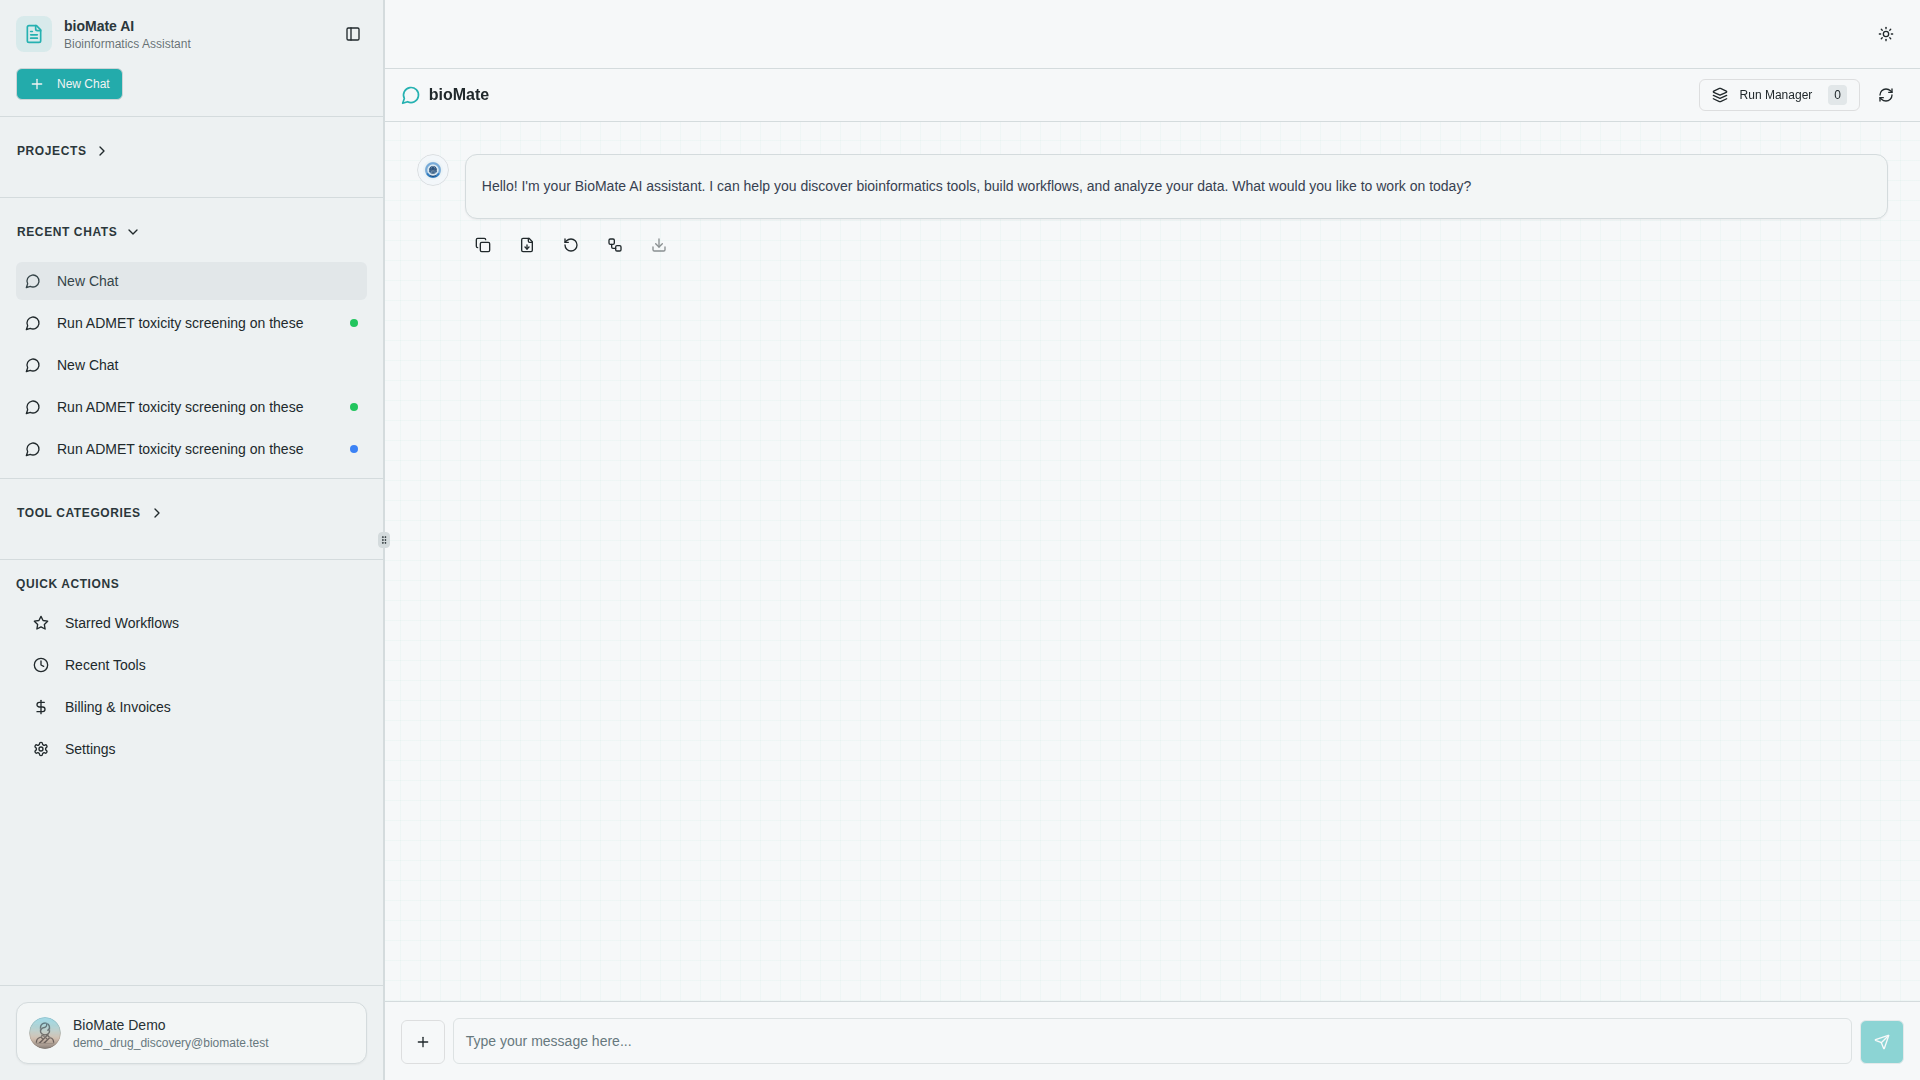 bioMate AI
Bioinformatics Assistant
New Chat
PROJECTS
RECENT CHATS
New Chat
Run ADMET toxicity screening on these
New Chat
Run ADMET toxicity screening on these
Run ADMET toxicity screening on these
TOOL CATEGORIES
QUICK ACTIONS
Starred Workflows
Recent Tools
Billing & Invoices
Settings
BioMate Demo
demo_drug_discovery@biomate.test
bioMate
Run Manager 0
Hello! I'm your BioMate AI assistant. I can help you discover bioinformatics tools, build workflows, and analyze your data. What would you like to work on today?
Type your message here...